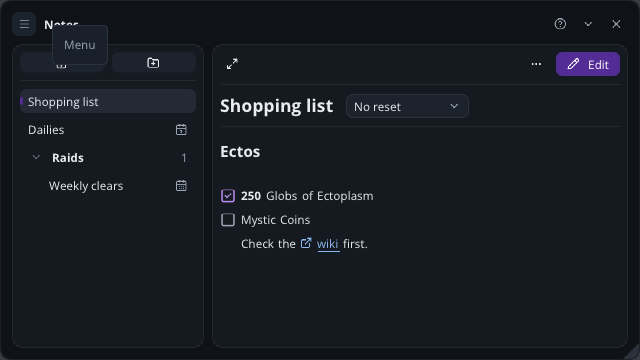 Notes
Menu
Edit
Shopping list
Dailies
Raids 1
Weekly clears
Shopping list No reset
Ectos
250 Globs of Ectoplasm
Mystic Coins
Check the wiki first.